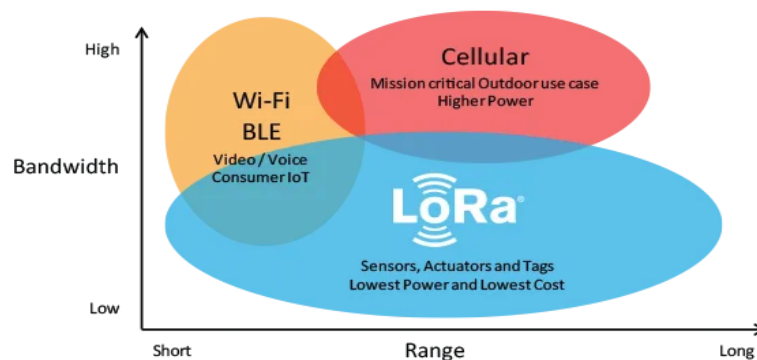 High
Cellular
Mission critical Outdoor use case
Higher Power
Wi-Fi
BLE
Video / Voice
Consumer IoT
Bandwidth
LoRa®
Sensors, Actuators and Tags
Lowest Power and Lowest Cost
Low
Short
Range
Long